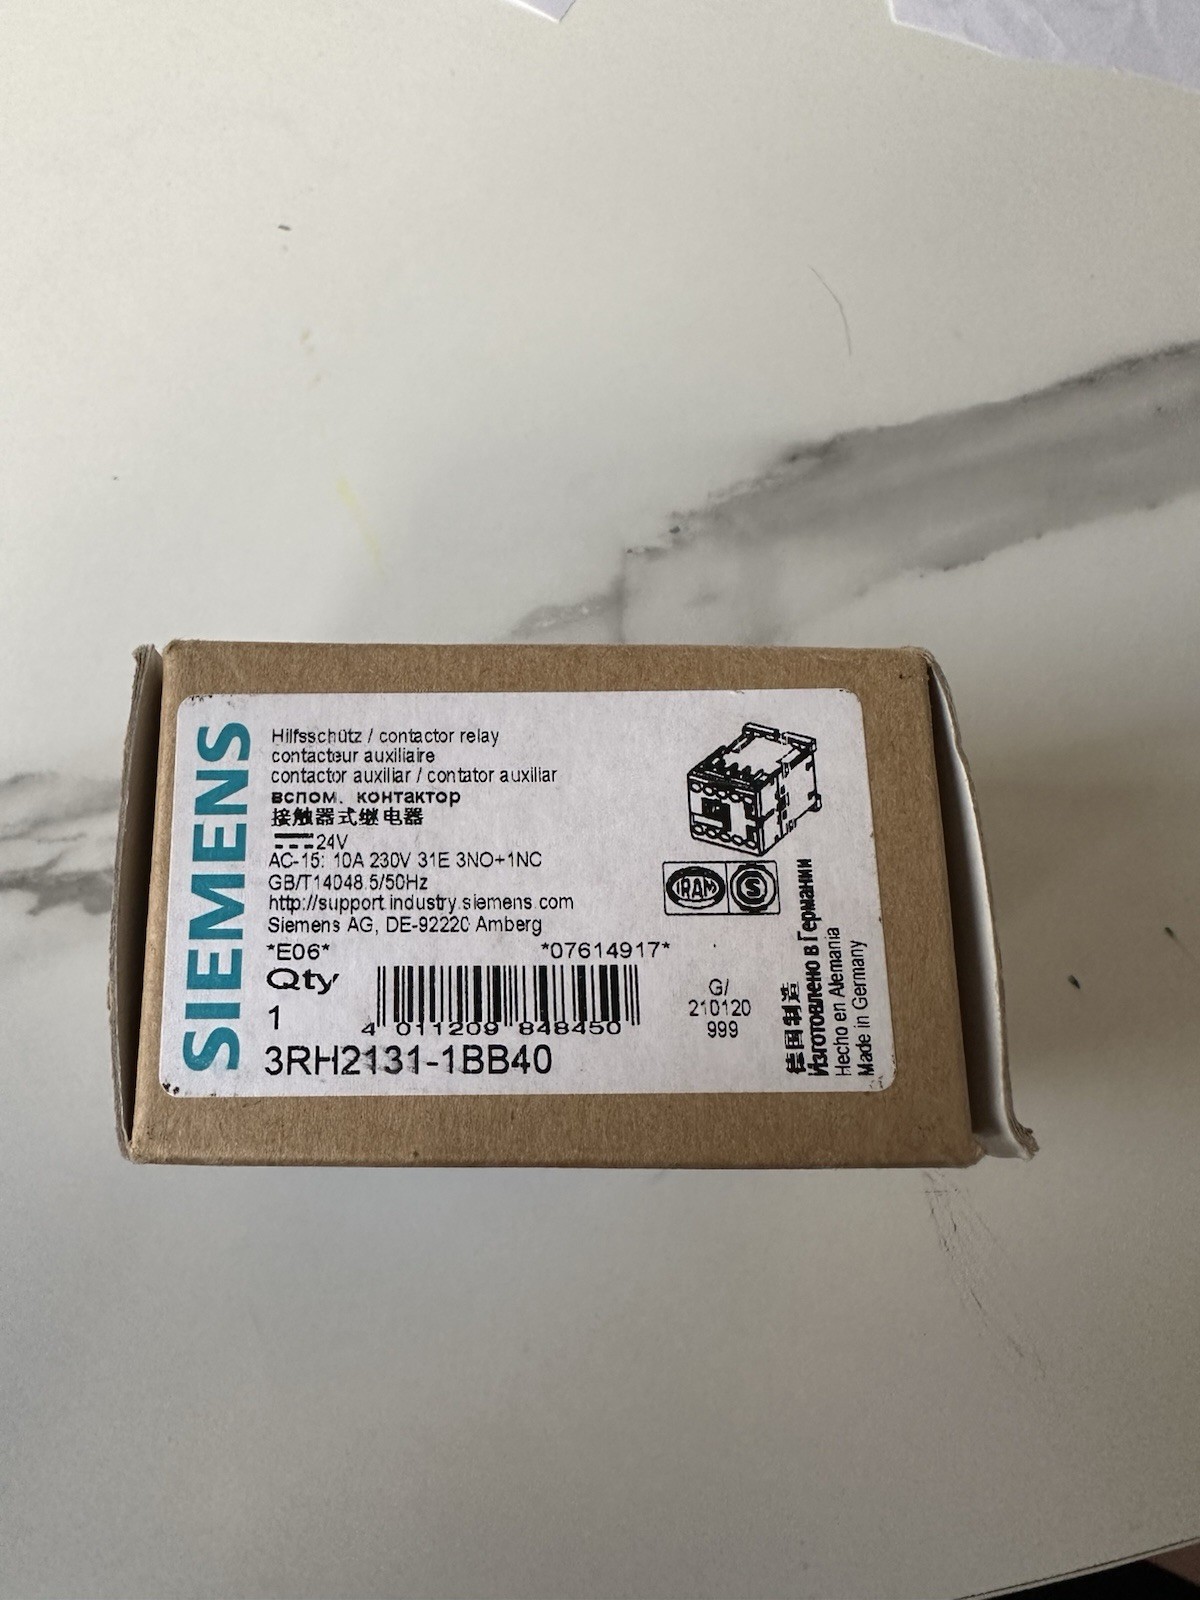 SIEMENS
Hilfsschütz / contactor relay
contacteur auxiliaire
contactor auxiliar / contator auxiliar
вспом. контактор
接触器式继电器
24V
AC-15: 10A 230V 31E 3NO+1NC
GB/T14048.5/50Hz
http://support.industry.siemens.com
Siemens AG, DE-92220 Amberg
*E06* *07614917*
Qty
1
4 011209 848450
3RH2131-1BB40
IRAM S
G/
210120
999
德国制造
Изготовлено в Германии
Hecho en Alemania
Made in Germany